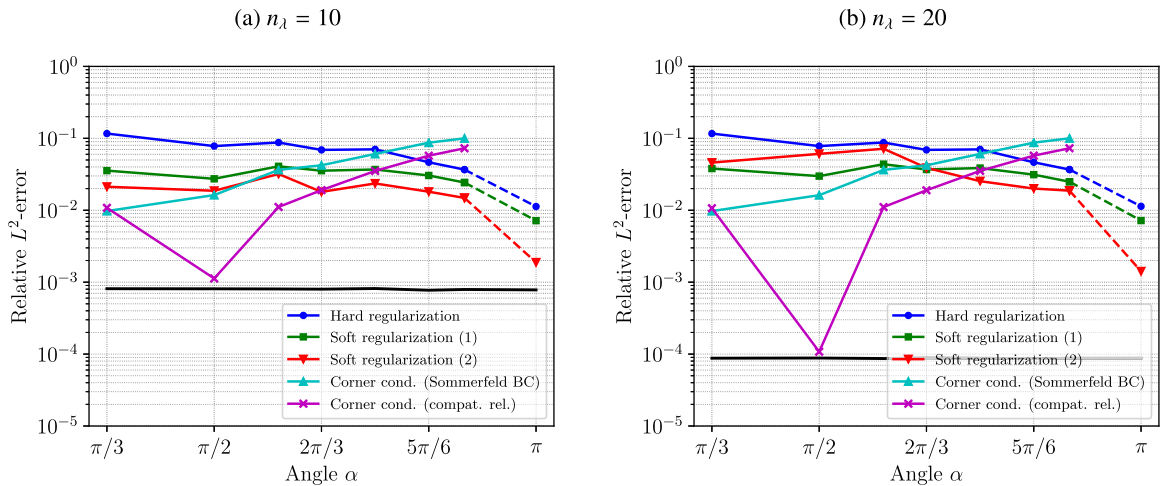 (a) nλ = 10
Relative L²-error
10⁰
10⁻¹
10⁻²
10⁻³
10⁻⁴
10⁻⁵
Hard regularization
Soft regularization (1)
Soft regularization (2)
Corner cond. (Sommerfeld BC)
Corner cond. (compat. rel.)
π/3 π/2 2π/3 5π/6 π
Angle α
(b) nλ = 20
Relative L²-error
10⁰
10⁻¹
10⁻²
10⁻³
10⁻⁴
10⁻⁵
Hard regularization
Soft regularization (1)
Soft regularization (2)
Corner cond. (Sommerfeld BC)
Corner cond. (compat. rel.)
π/3 π/2 2π/3 5π/6 π
Angle α